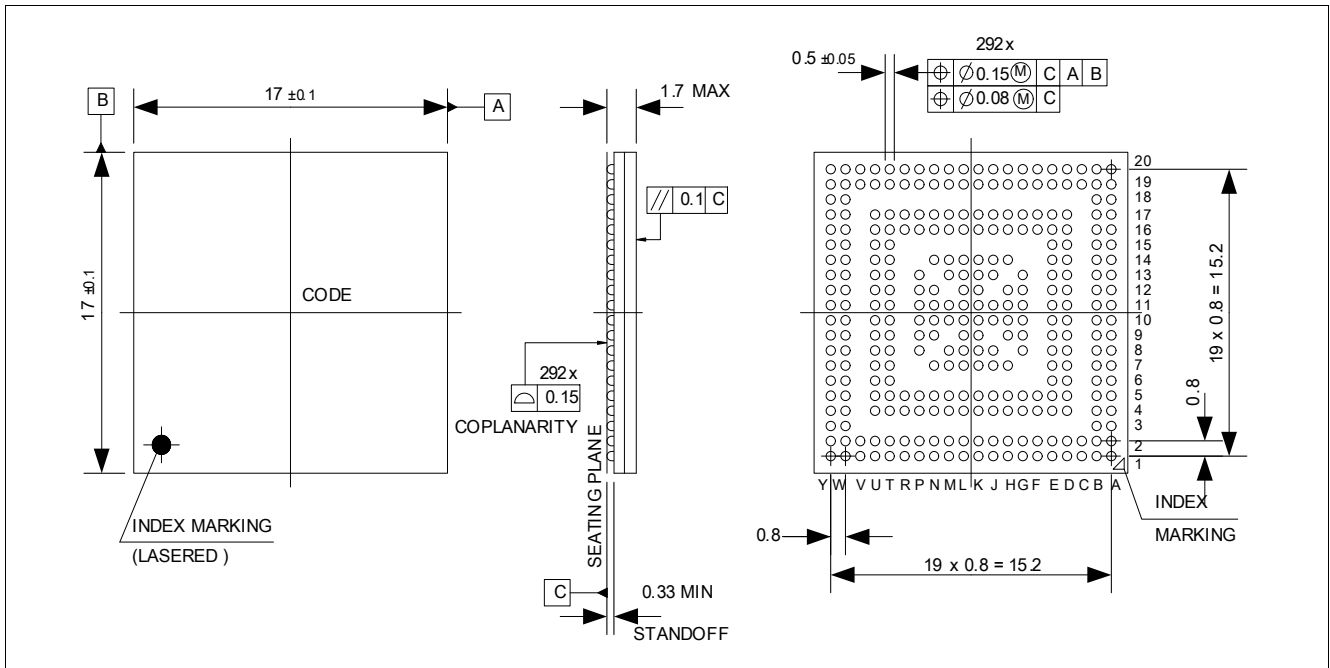 B
17 ±0.1
A
17 ±0.1
CODE
INDEX MARKING
(LASERED )
1.7 MAX
// 0.1 C
292x
0.15
COPLANARITY
SEATING PLANE
C
0.33 MIN
STANDOFF
0.5 ±0.05
292x
⌖ ∅0.15 Ⓜ C A B
⌖ ∅0.08 Ⓜ C
20
19
18
17
16
15
14
13
12
11
10
9
8
7
6
5
4
3
2
1
19 x 0.8 = 15.2
0.8
Y W V U T R P N M L K J H G F E D C B A
INDEX
MARKING
0.8
19 x 0.8 = 15.2